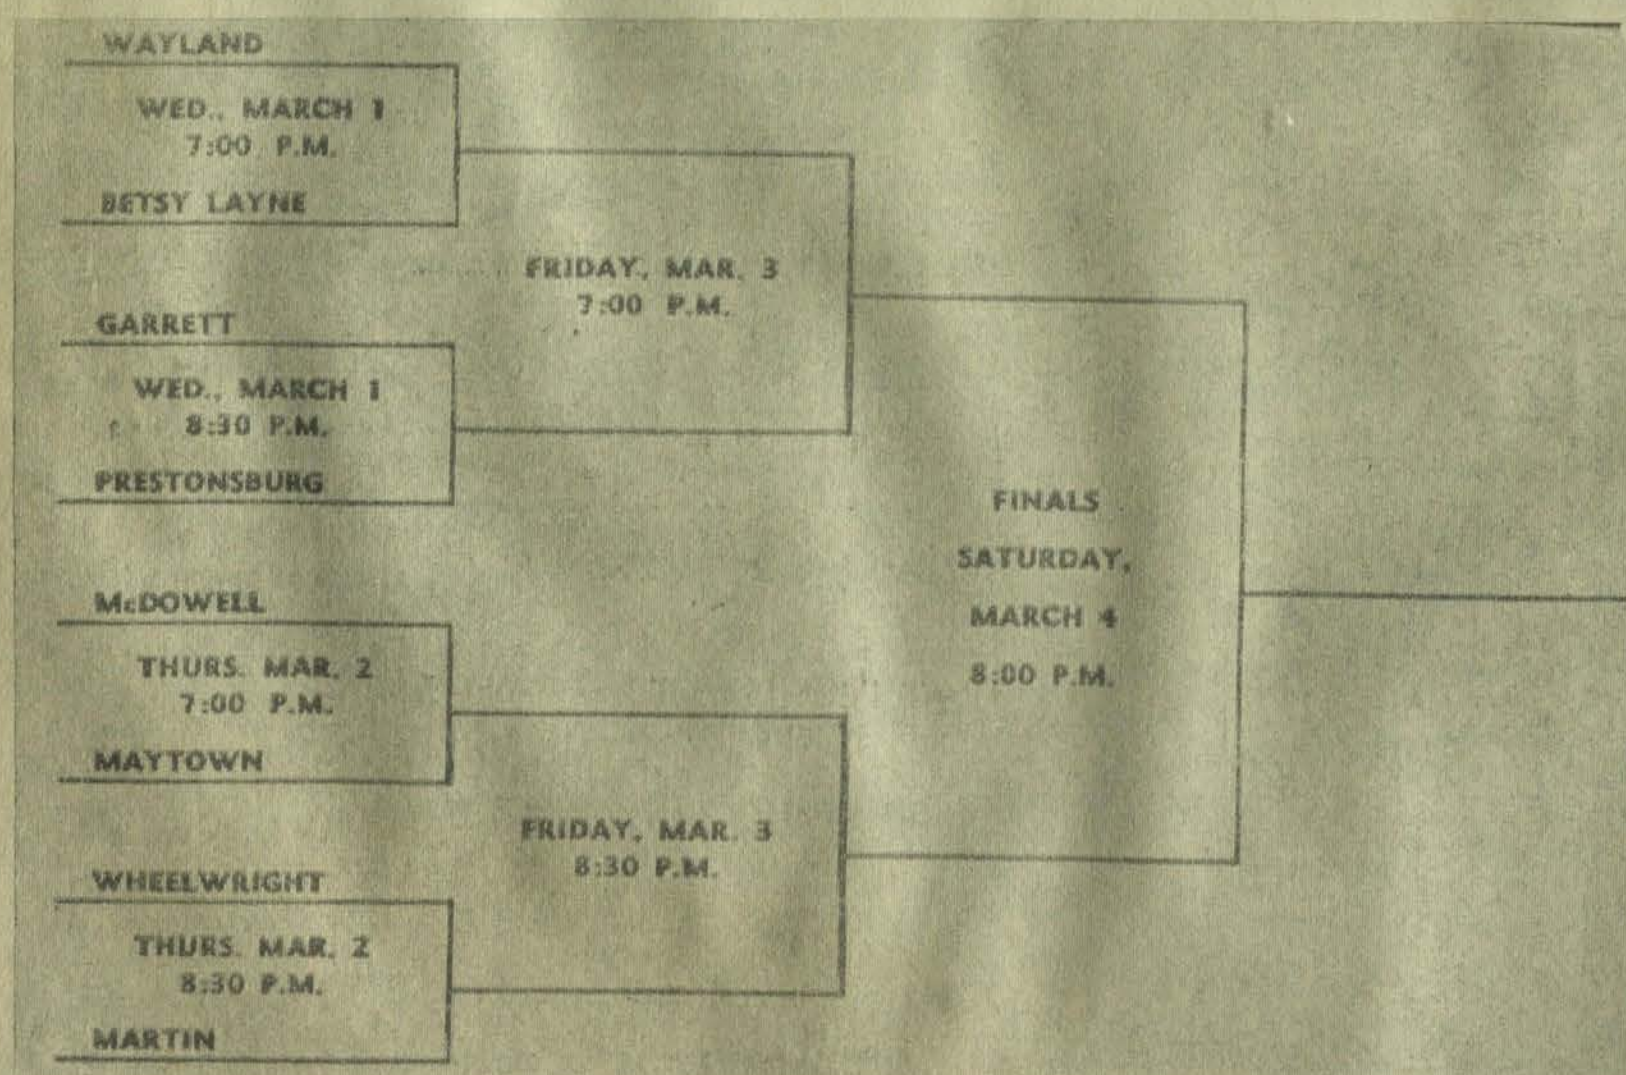 WAYLAND
WED., MARCH 1
7:00 P.M.
BETSY LAYNE
FRIDAY, MAR. 3
7:00 P.M.
GARRETT
WED., MARCH 1
8:30 P.M.
PRESTONSBURG
FINALS
SATURDAY,
MARCH 4
8:00 P.M.
McDOWELL
THURS. MAR. 2
7:00 P.M.
MAYTOWN
FRIDAY, MAR. 3
8:30 P.M.
WHEELWRIGHT
THURS. MAR. 2
8:30 P.M.
MARTIN